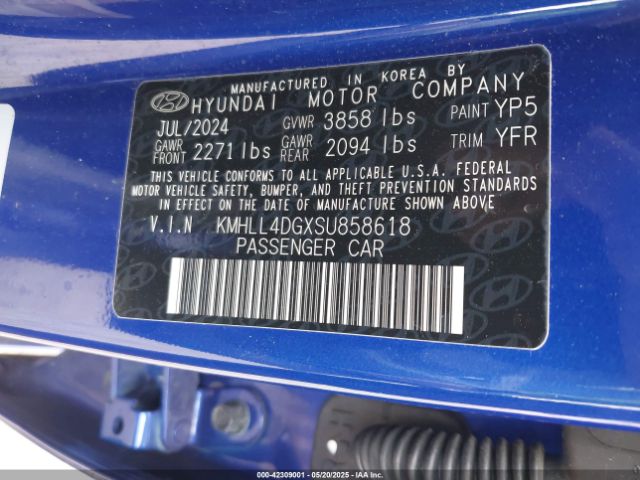 MANUFACTURED IN KOREA BY
HYUNDAI MOTOR COMPANY
JUL/2024 GVWR 3858 lbs PAINT YP5
GAWR FRONT 2271 lbs GAWR REAR 2094 lbs TRIM YFR
THIS VEHICLE CONFORMS TO ALL APPLICABLE U.S.A. FEDERAL
MOTOR VEHICLE SAFETY, BUMPER, AND THEFT PREVENTION STANDARDS
IN EFFECT ON THE DATE OF MANUFACTURE SHOWN ABOVE.
V.I.N KMHLL4DGXSU858618
PASSENGER CAR
000-42309001 05/20/2025 - IAAI.COM